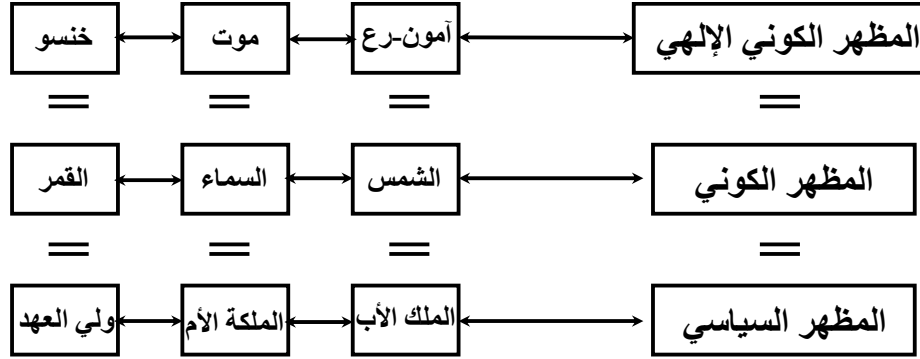 المظهر الكوني الإلهي آمون-رع موت خنسو
= = = =
المظهر الكوني الشمس السماء القمر
= = = =
المظهر السياسي الملك الأب الملكة الأم ولي العهد